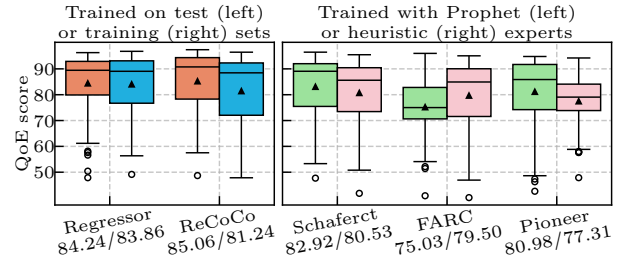 Trained on test (left)
or training (right) sets
Trained with Prophet (left)
or heuristic (right) experts
QoE score
90
80
70
60
50
Regressor
84.24/83.86
ReCoCo
85.06/81.24
Schaferct
82.92/80.53
FARC
75.03/79.50
Pioneer
80.98/77.31